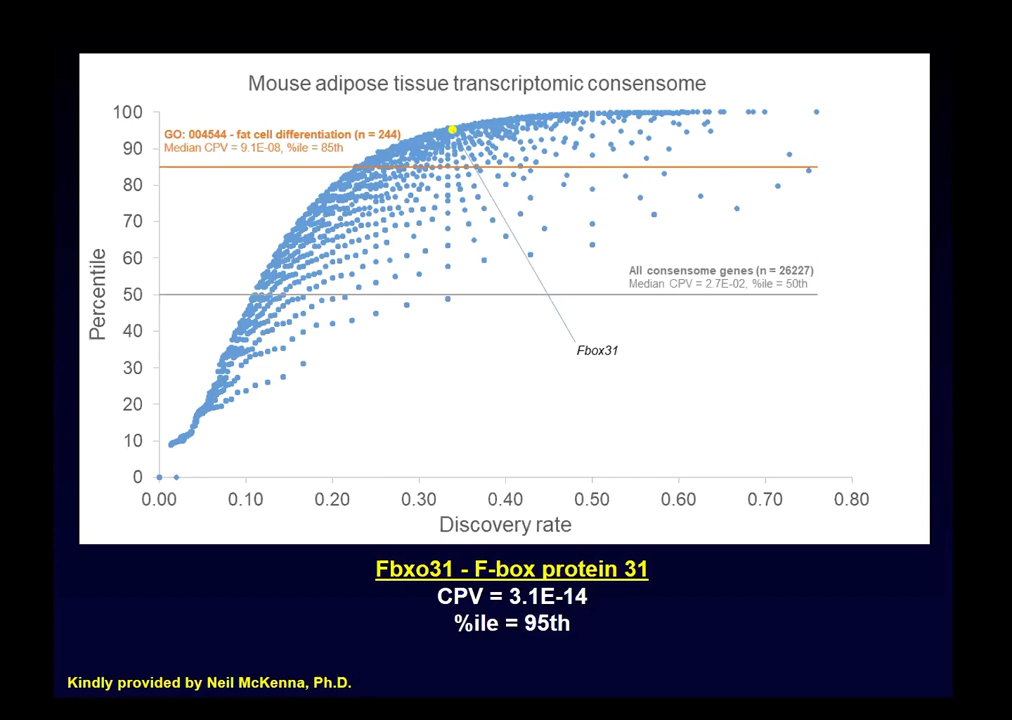 Mouse adipose tissue transcriptomic consensome
100
90
80
70
60
50
40
30
20
10
0
Percentile
GO: 004544 - fat cell differentiation (n = 244)
Median CPV = 9.1E-08, %ile = 85th
All consensome genes (n = 26227)
Median CPV = 2.7E-02, %ile = 50th
Fbox31
0.00 0.10 0.20 0.30 0.40 0.50 0.60 0.70 0.80
Discovery rate
Fbxo31 - F-box protein 31
CPV = 3.1E-14
%ile = 95th
Kindly provided by Neil McKenna, Ph.D.